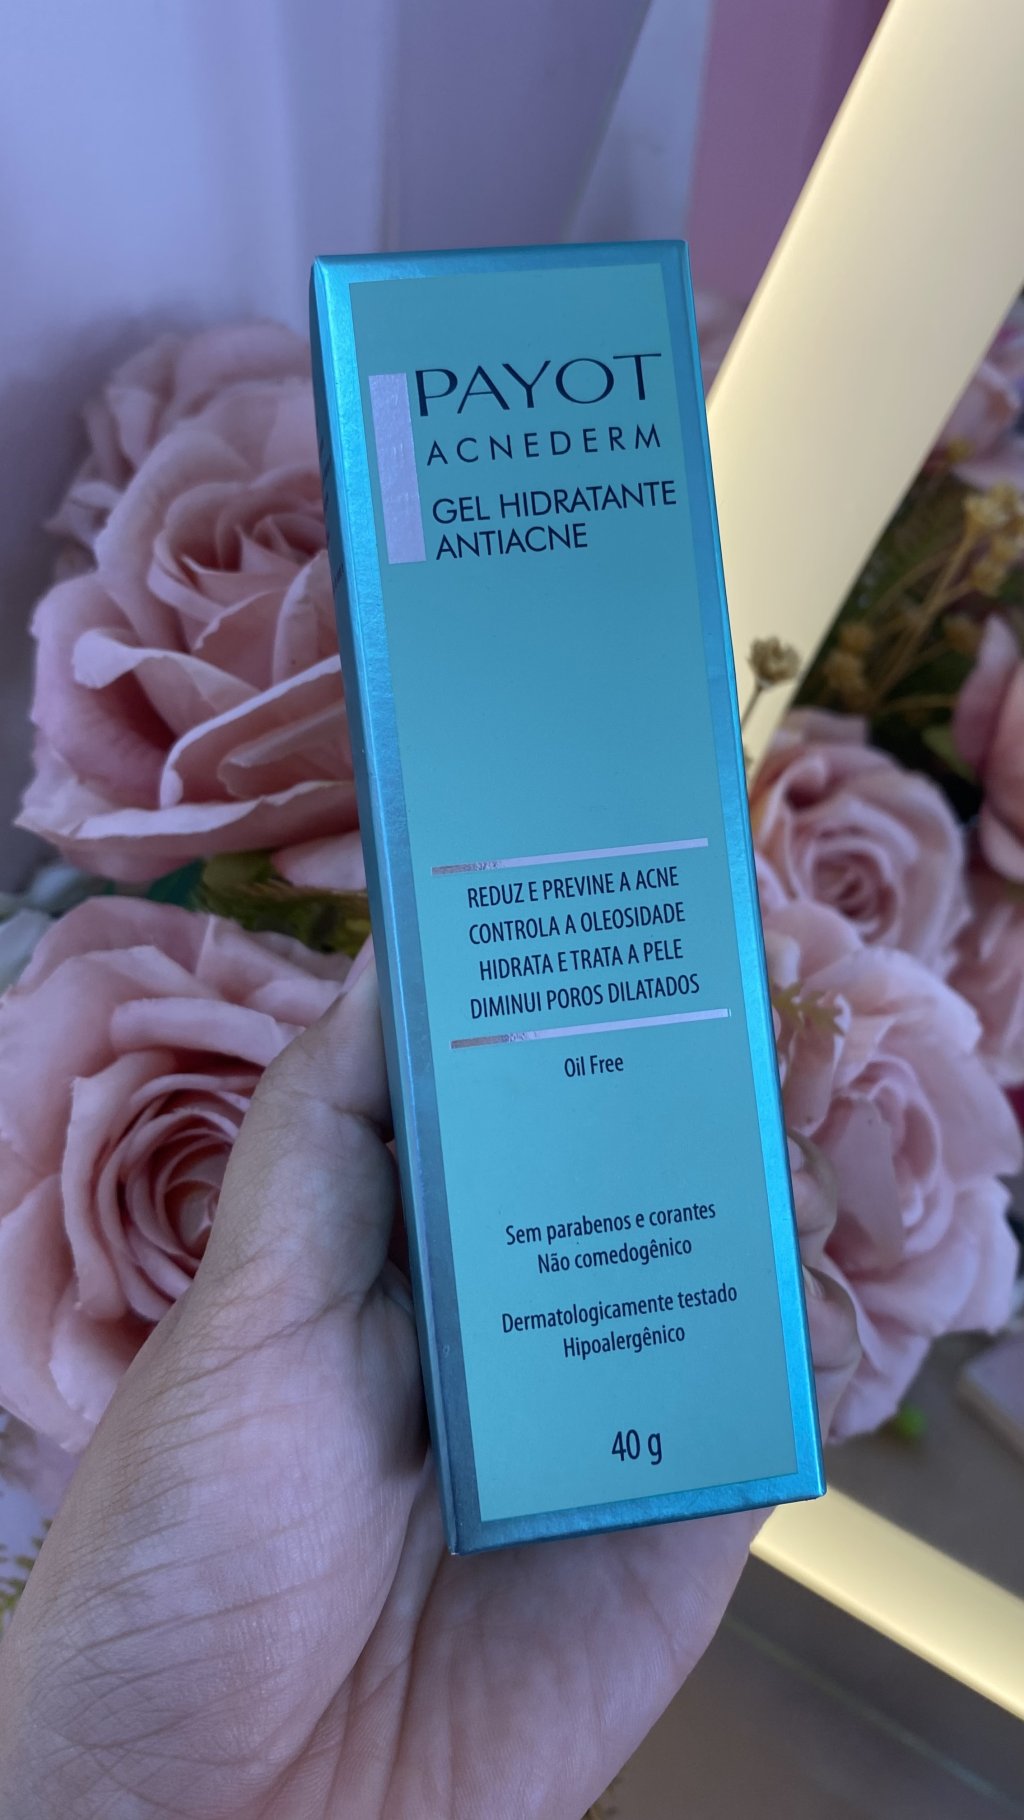 PAYOT
ACNEDERM
GEL HIDRATANTE
ANTIACNE
REDUZ E PREVINE A ACNE
CONTROLA A OLEOSIDADE
HIDRATA E TRATA A PELE
DIMINUI POROS DILATADOS
Oil Free
Sem parabenos e corantes
Não comedogênico
Dermatologicamente testado
Hipoalergênico
40 g